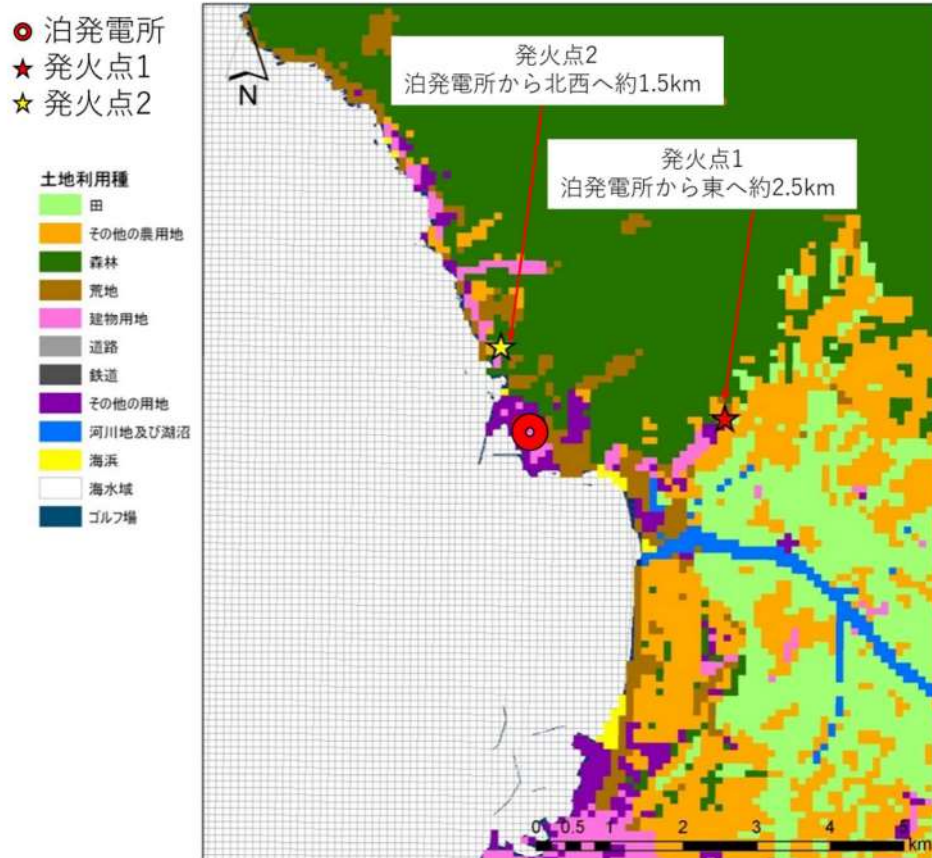 泊発電所
発火点1
発火点2
N
発火点2
泊発電所から北西へ約1.5km
発火点1
泊発電所から東へ約2.5km
土地利用種
田
その他の農用地
森林
荒地
建物用地
道路
鉄道
その他の用地
河川地及び湖沼
海浜
海水域
ゴルフ場
0 0.5 1 2 3 4 5
km